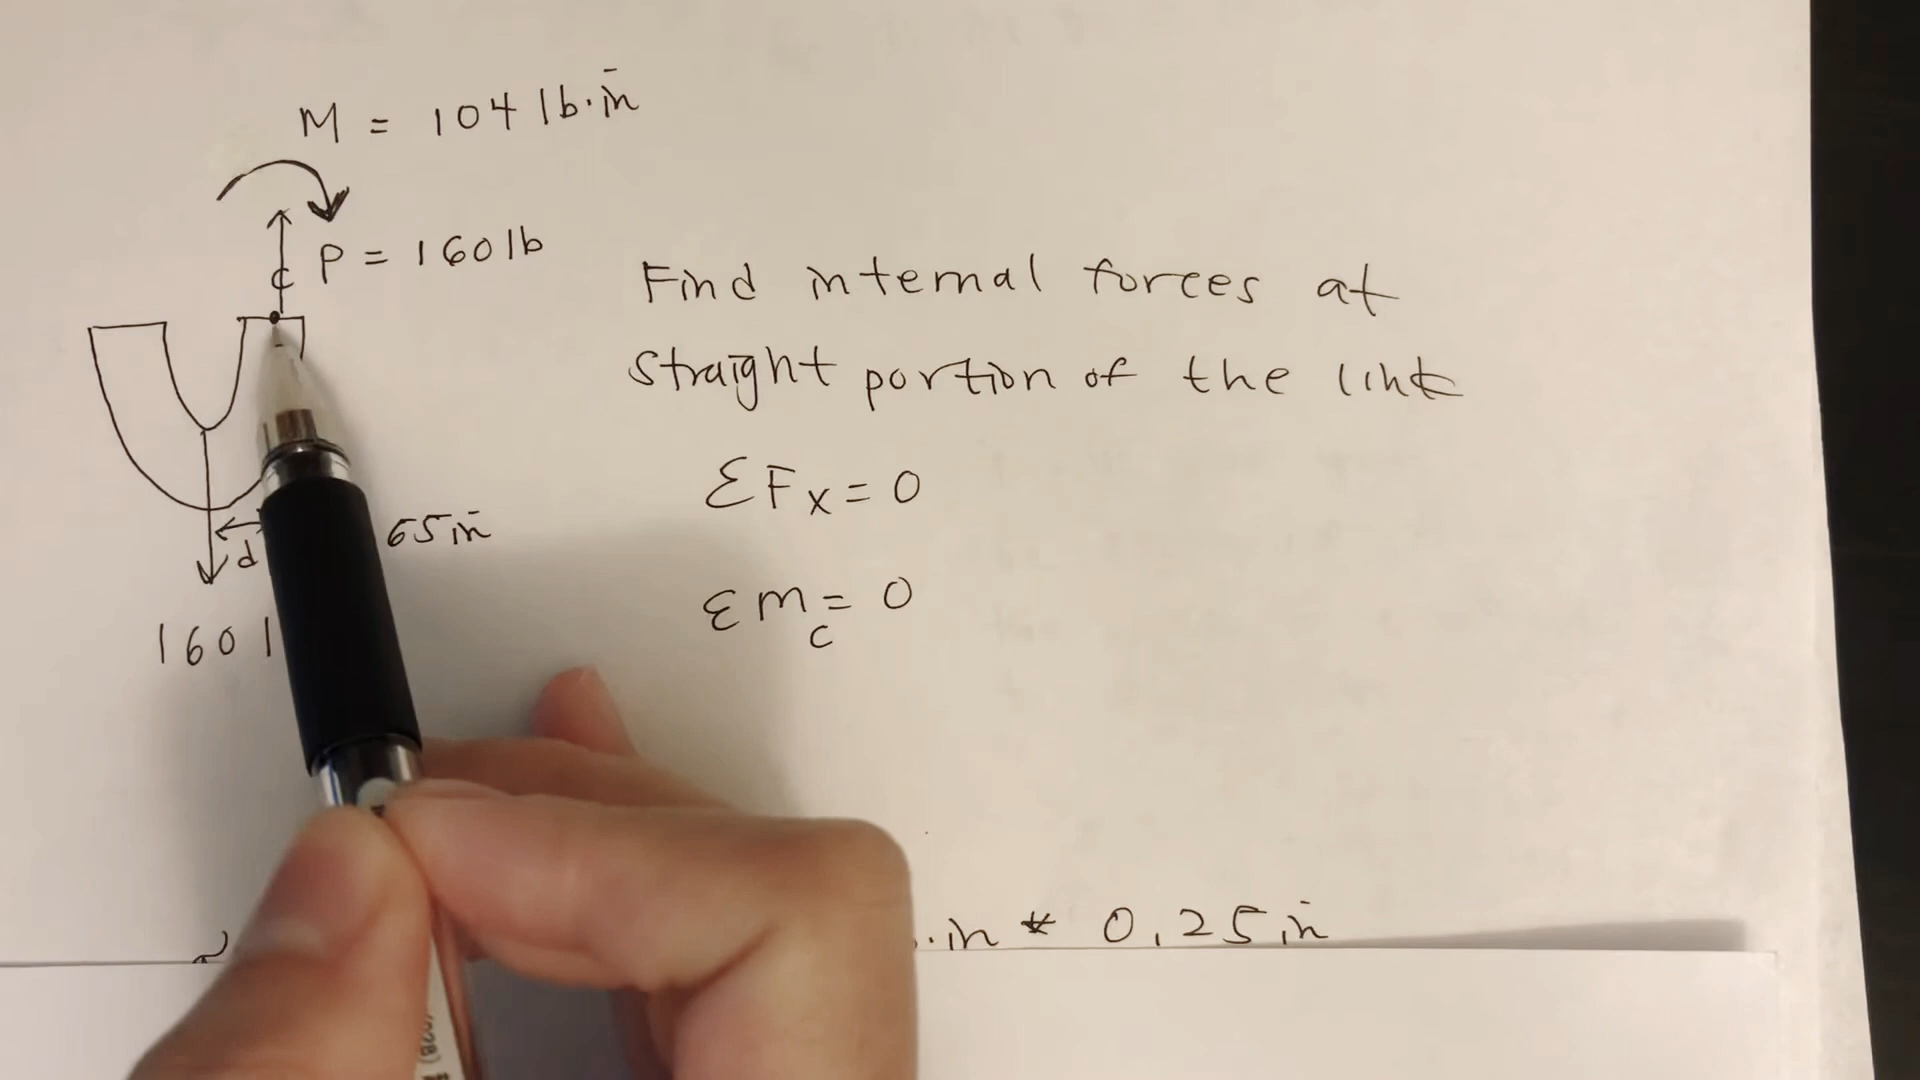 M = 104 lb·in
P = 160 lb
C
Find internal forces at
straight portion of the link
ΣFx = 0
65 in
d
ΣMc = 0
160 l
.in * 0.25 in